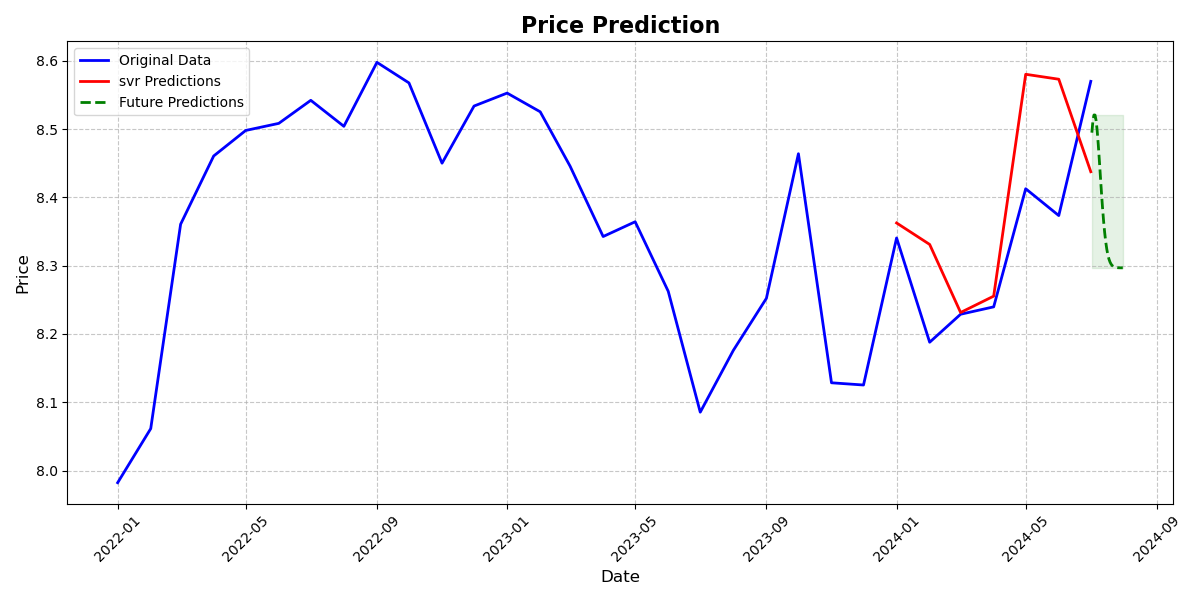 Price Prediction
Original Data
svr Predictions
Future Predictions
Price
8.6
8.5
8.4
8.3
8.2
8.1
8.0
2022-01
2022-05
2022-09
2023-01
2023-05
2023-09
2024-01
2024-05
2024-09
Date